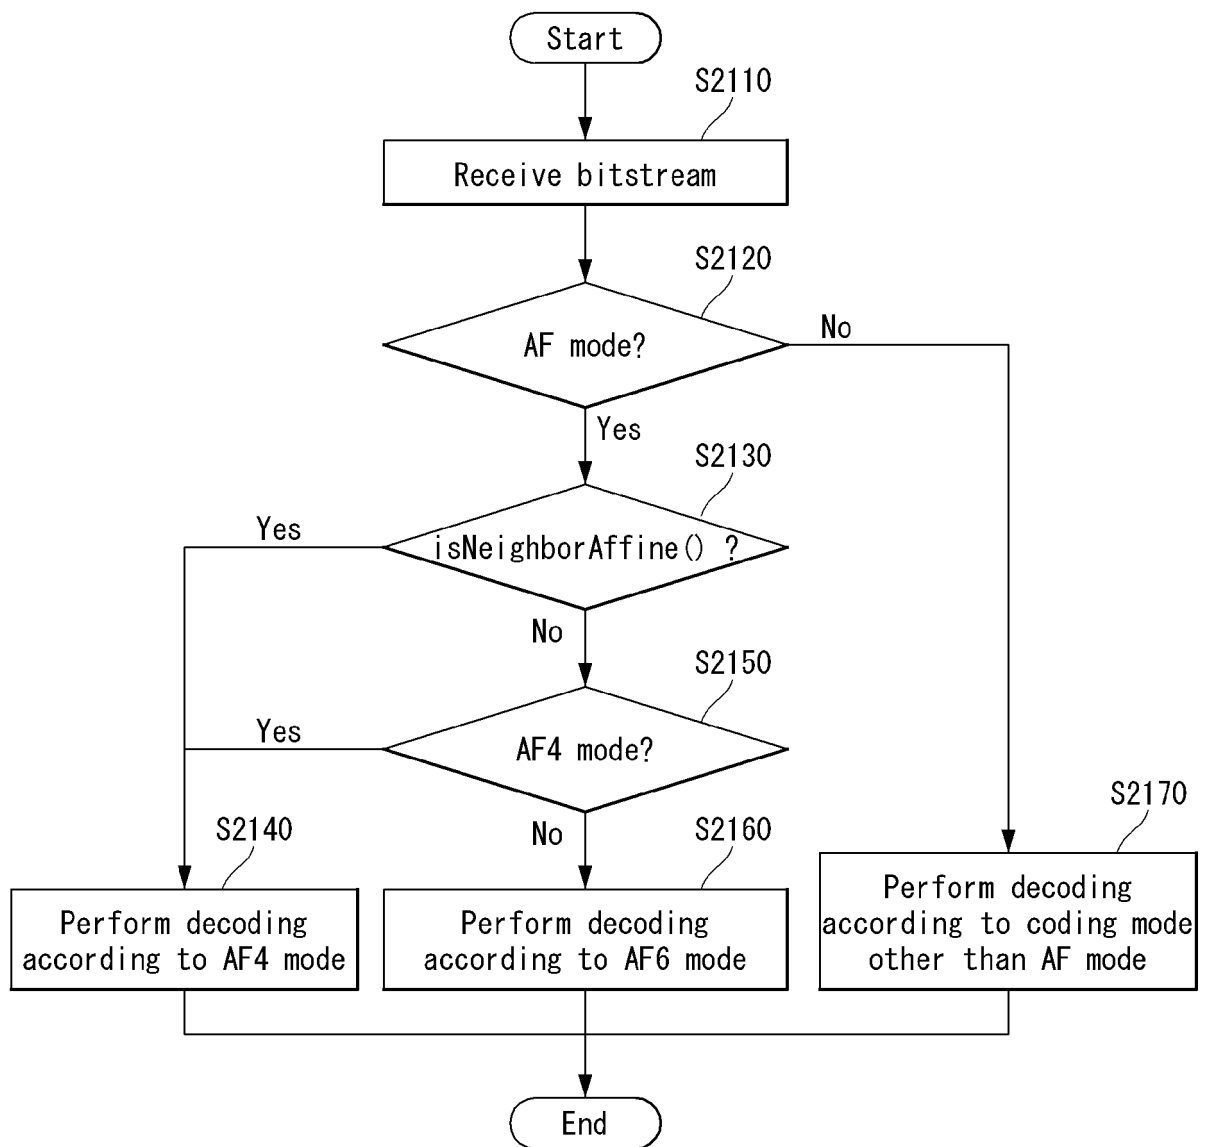 Start
S2110
Receive bitstream
S2120
AF mode?
No
Yes
S2130
isNeighborAffine() ?
Yes
No
S2150
AF4 mode?
Yes
No
S2140
Perform decoding
according to AF4 mode
S2160
Perform decoding
according to AF6 mode
S2170
Perform decoding
according to coding mode
other than AF mode
End